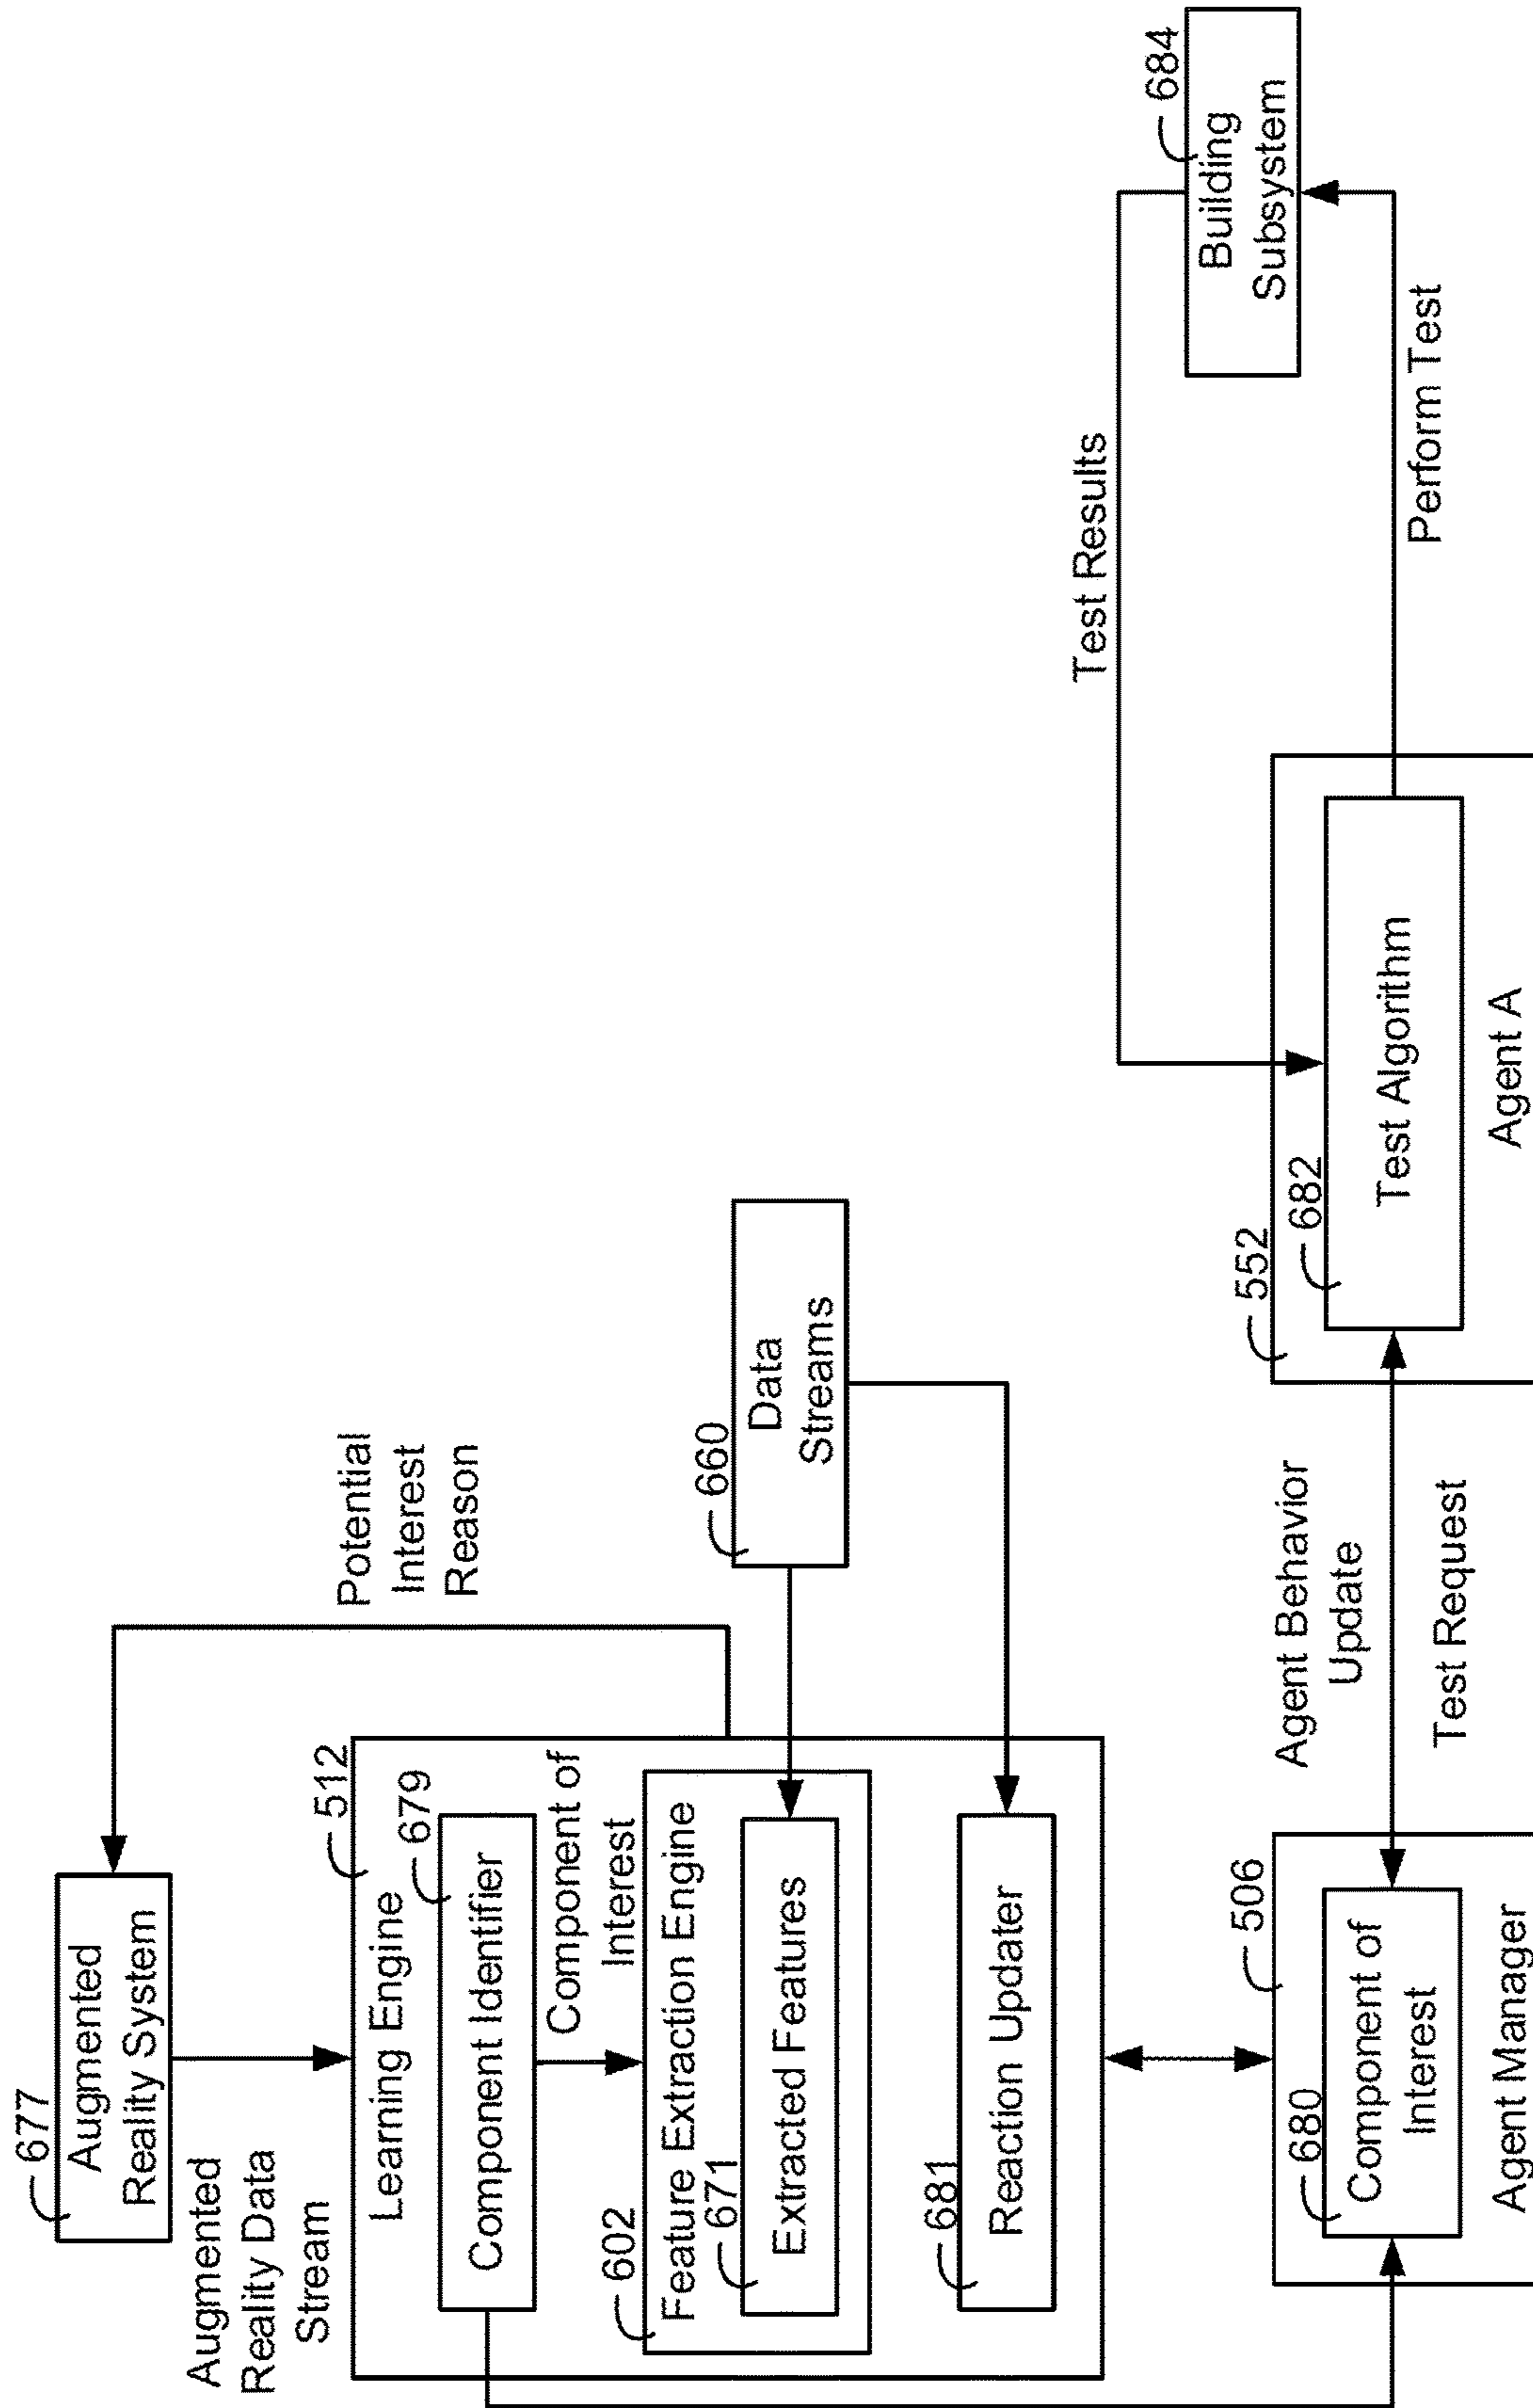 677
Augmented
Reality System
Augmented
Reality Data
Stream
Potential
Interest
Reason
512
Learning Engine
679
Component Identifier
Component of
Interest
602
Feature Extraction Engine
671
Extracted Features
681
Reaction Updater
660
Data
Streams
506
680
Component of
Interest
Agent Manager
Agent Behavior
Update
Test Request
552
682
Test Algorithm
Agent A
Test Results
Perform Test
684
Building
Subsystem